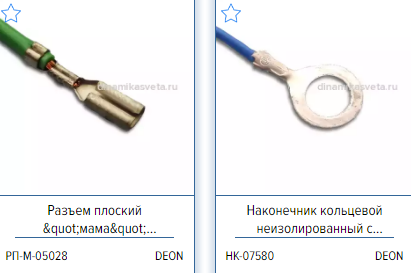 dinamikasveta.ru
dinamikasveta.ru
Разъем плоский
&quot;мама&quot;...
РП-М-05028 DEON
Наконечник кольцевой
неизолированный с...
НК-07580 DEON